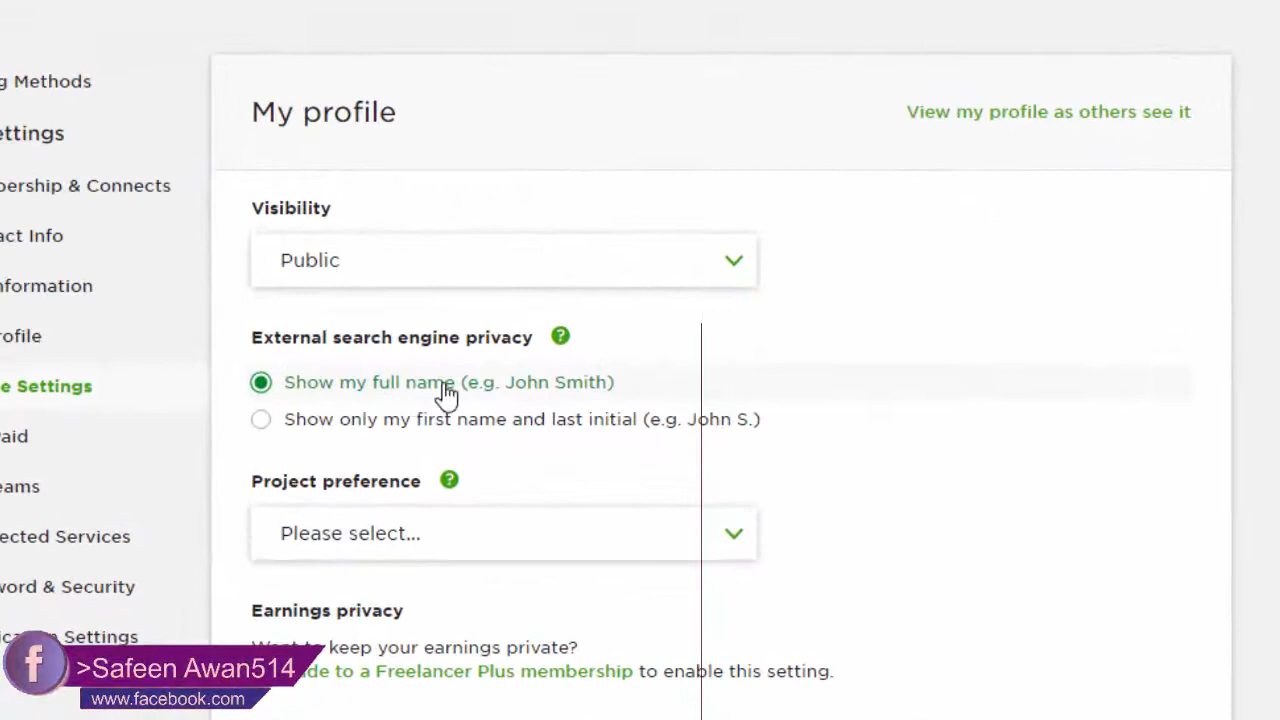 g Methods
ettings
bership & Connects
act Info
nformation
rofile
e Settings
Paid
eams
ected Services
word & Security
ica Settings
My profile
View my profile as others see it
Visibility
Public
External search engine privacy ?
Show my full name (e.g. John Smith)
Show only my first name and last initial (e.g. John S.)
Project preference ?
Please select...
Earnings privacy
to keep your earnings private?
de to a Freelancer Plus membership to enable this setting.
f >Safeen Awan514
www.facebook.com